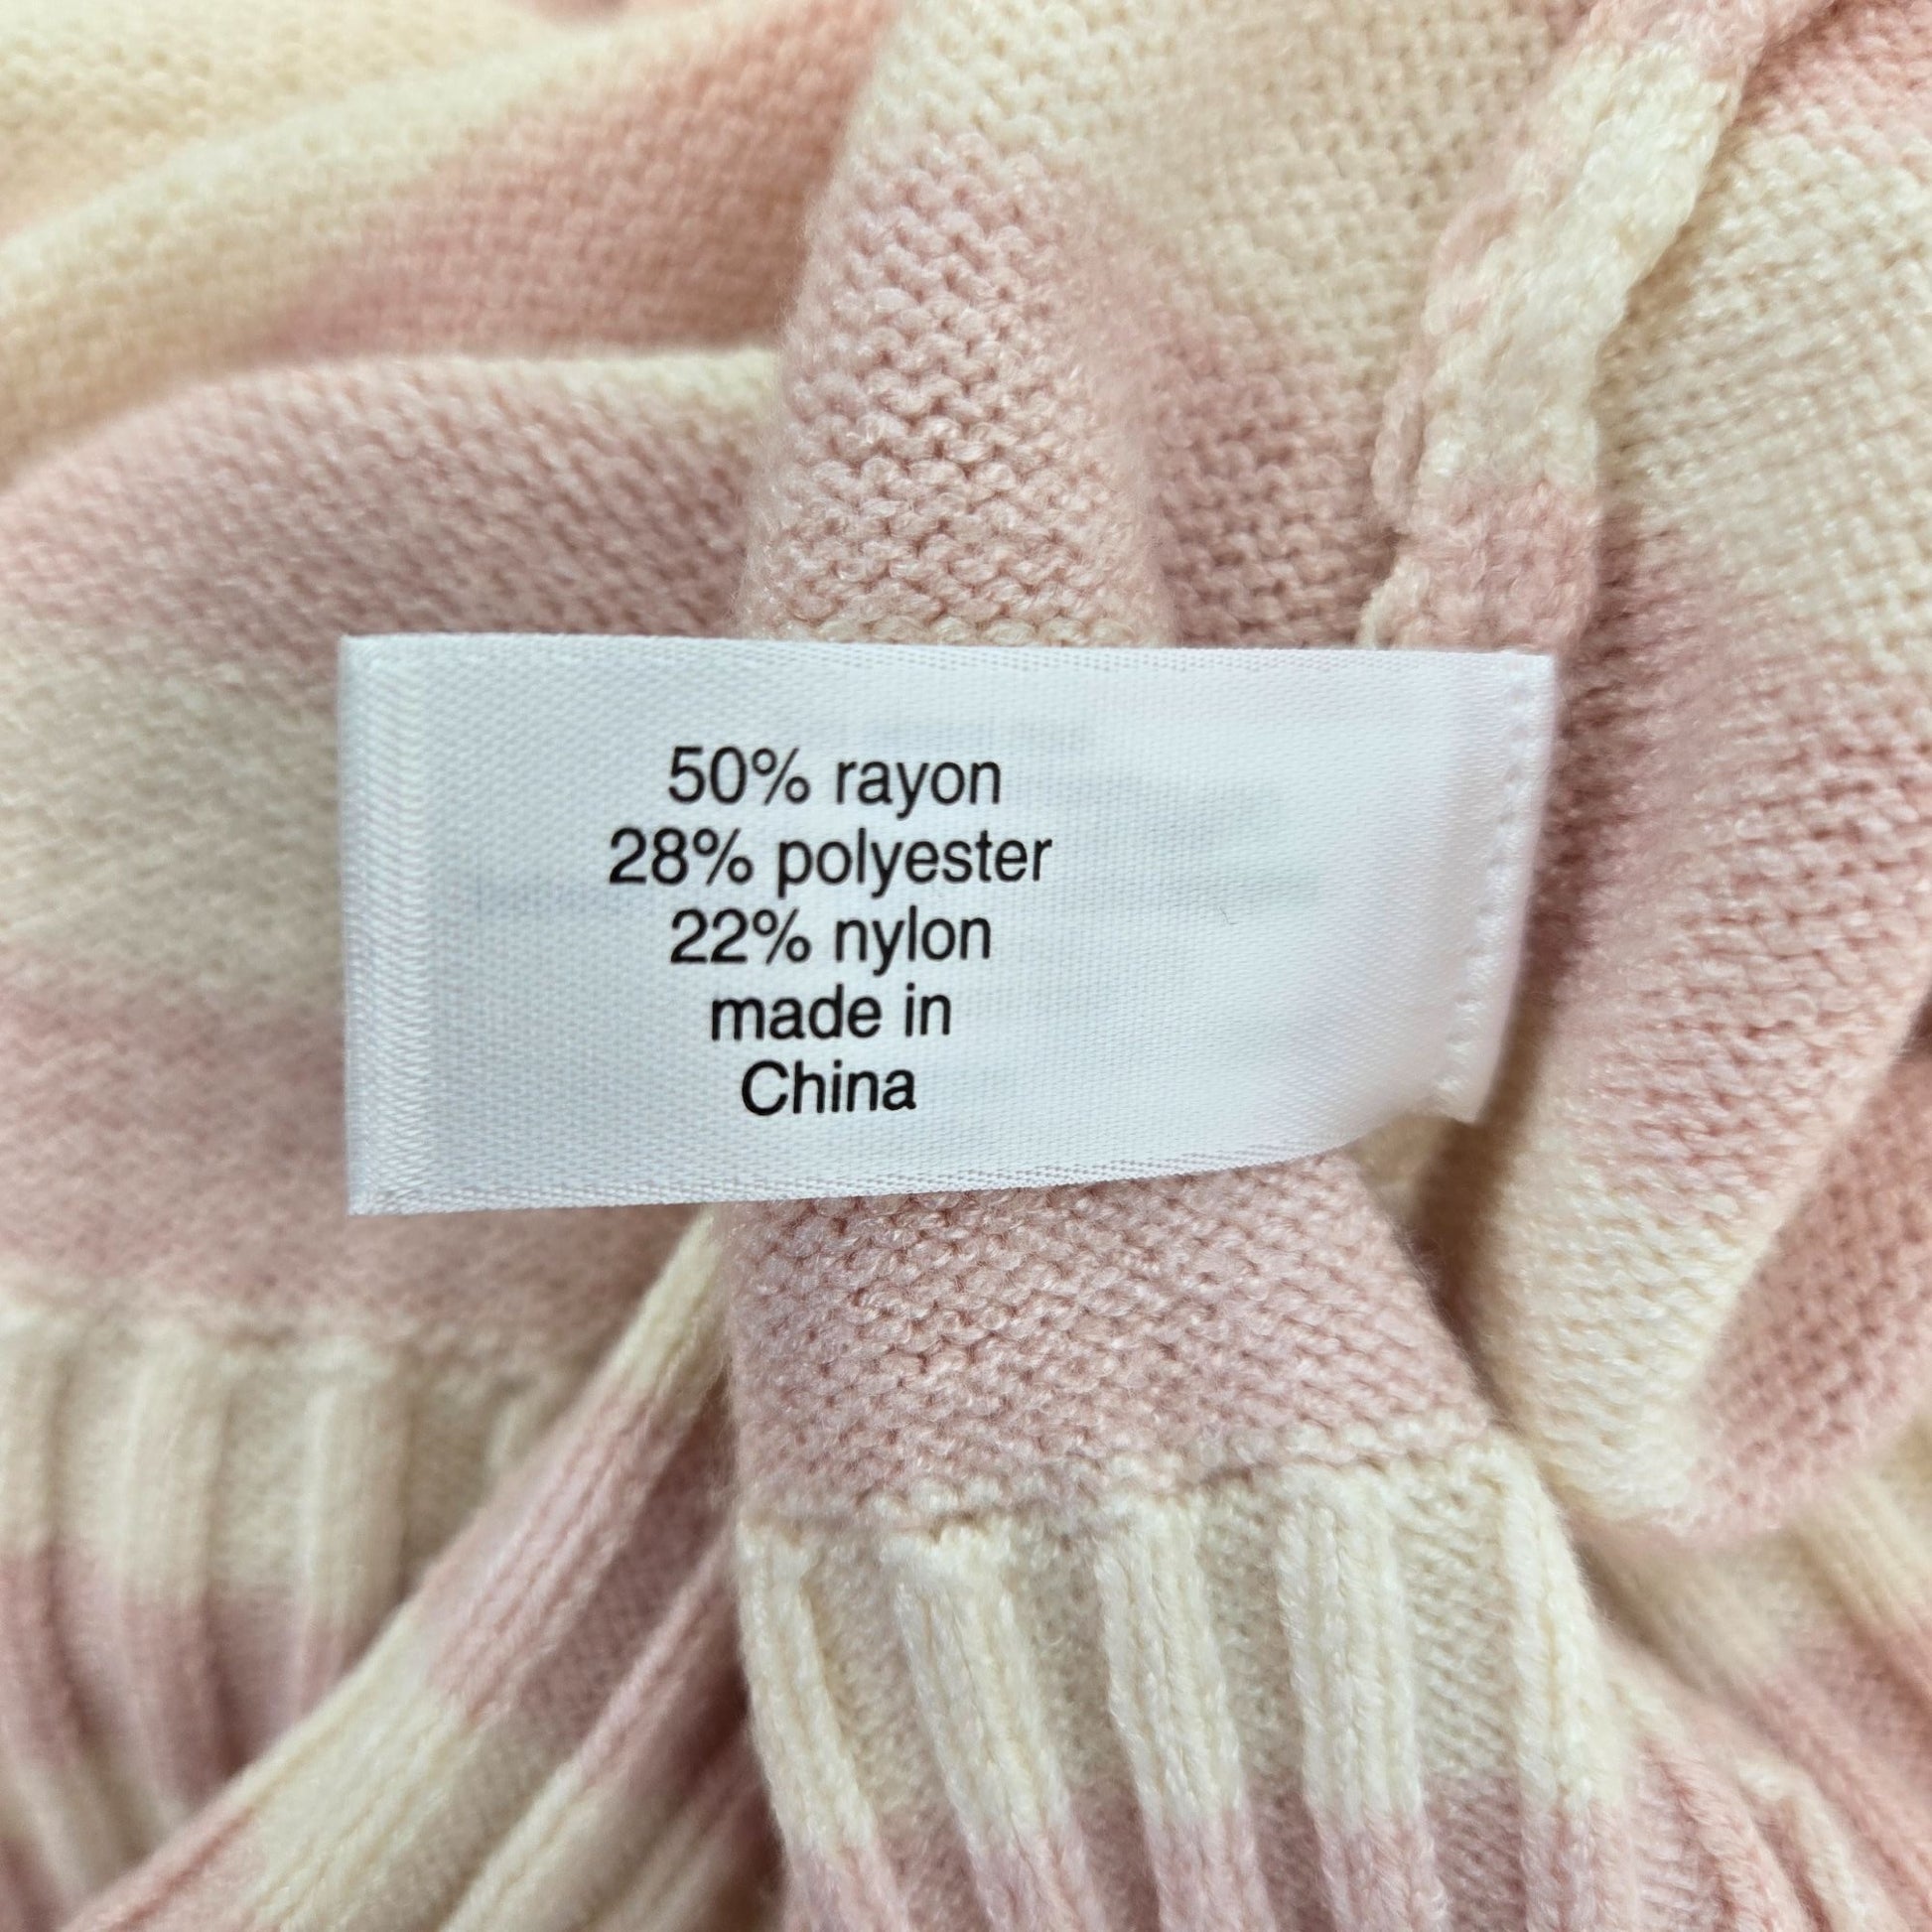 50% rayon
28% polyester
22% nylon
made in
China